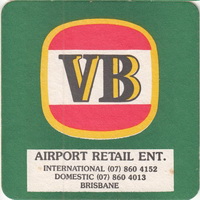 VB
AIRPORT RETAIL ENT.
INTERNATIONAL (07) 860 4152
DOMESTIC (07) 860 4013
BRISBANE